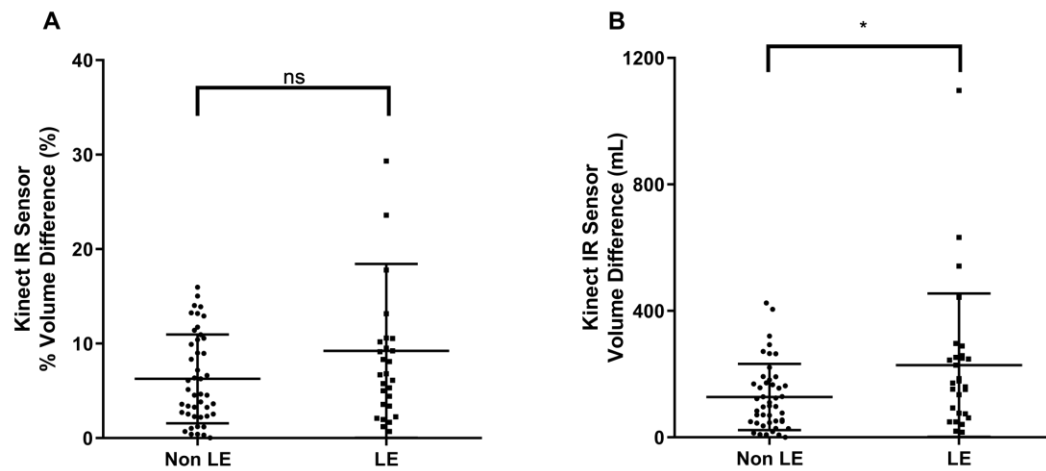 A
Kinect IR Sensor
% Volume Difference (%)
40
30
20
10
0
ns
Non LE
LE
B
Kinect IR Sensor
Volume Difference (mL)
1200
800
400
0
*
Non LE
LE